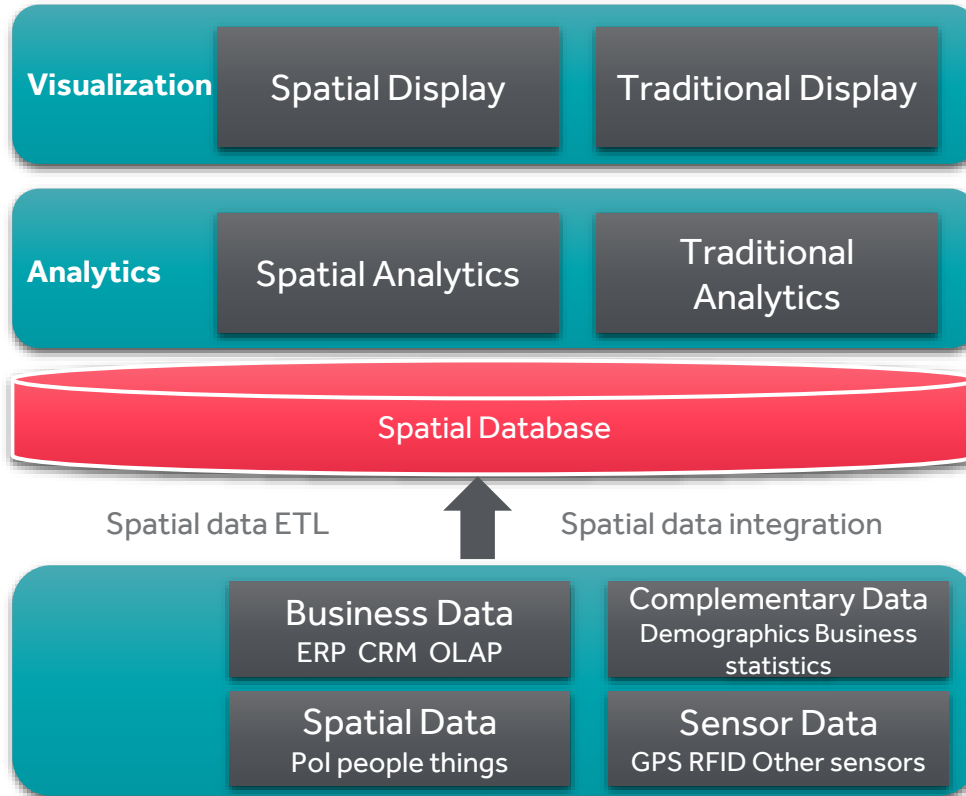 Visualization
Spatial Display
Traditional Display
Analytics
Spatial Analytics
Traditional
Analytics
Spatial Database
Spatial data ETL
Spatial data integration
Business Data
ERP CRM OLAP
Complementary Data
Demographics Business
statistics
Spatial Data
PoI people things
Sensor Data
GPS RFID Other sensors